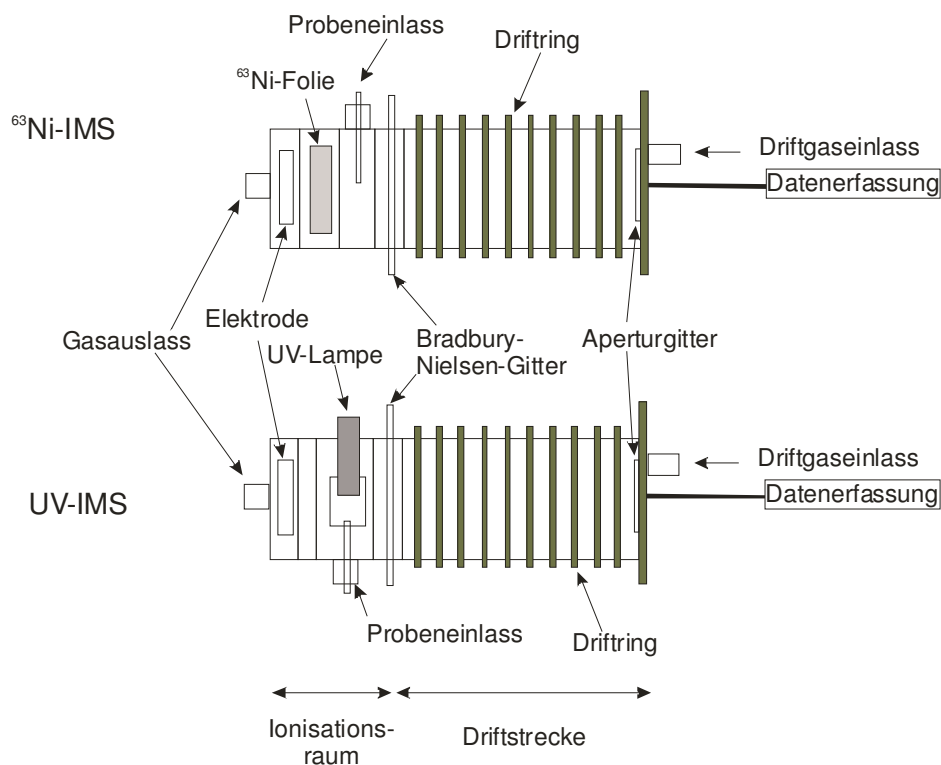 Probeneinlass
Driftring
⁶³Ni-Folie
⁶³Ni-IMS
Driftgaseinlass
Datenerfassung
Elektrode
Gasauslass
Bradbury-
Nielsen-Gitter
Aperturgitter
UV-Lampe
Driftgaseinlass
UV-IMS
Datenerfassung
Probeneinlass
Driftring
Ionisations-
raum
Driftstrecke